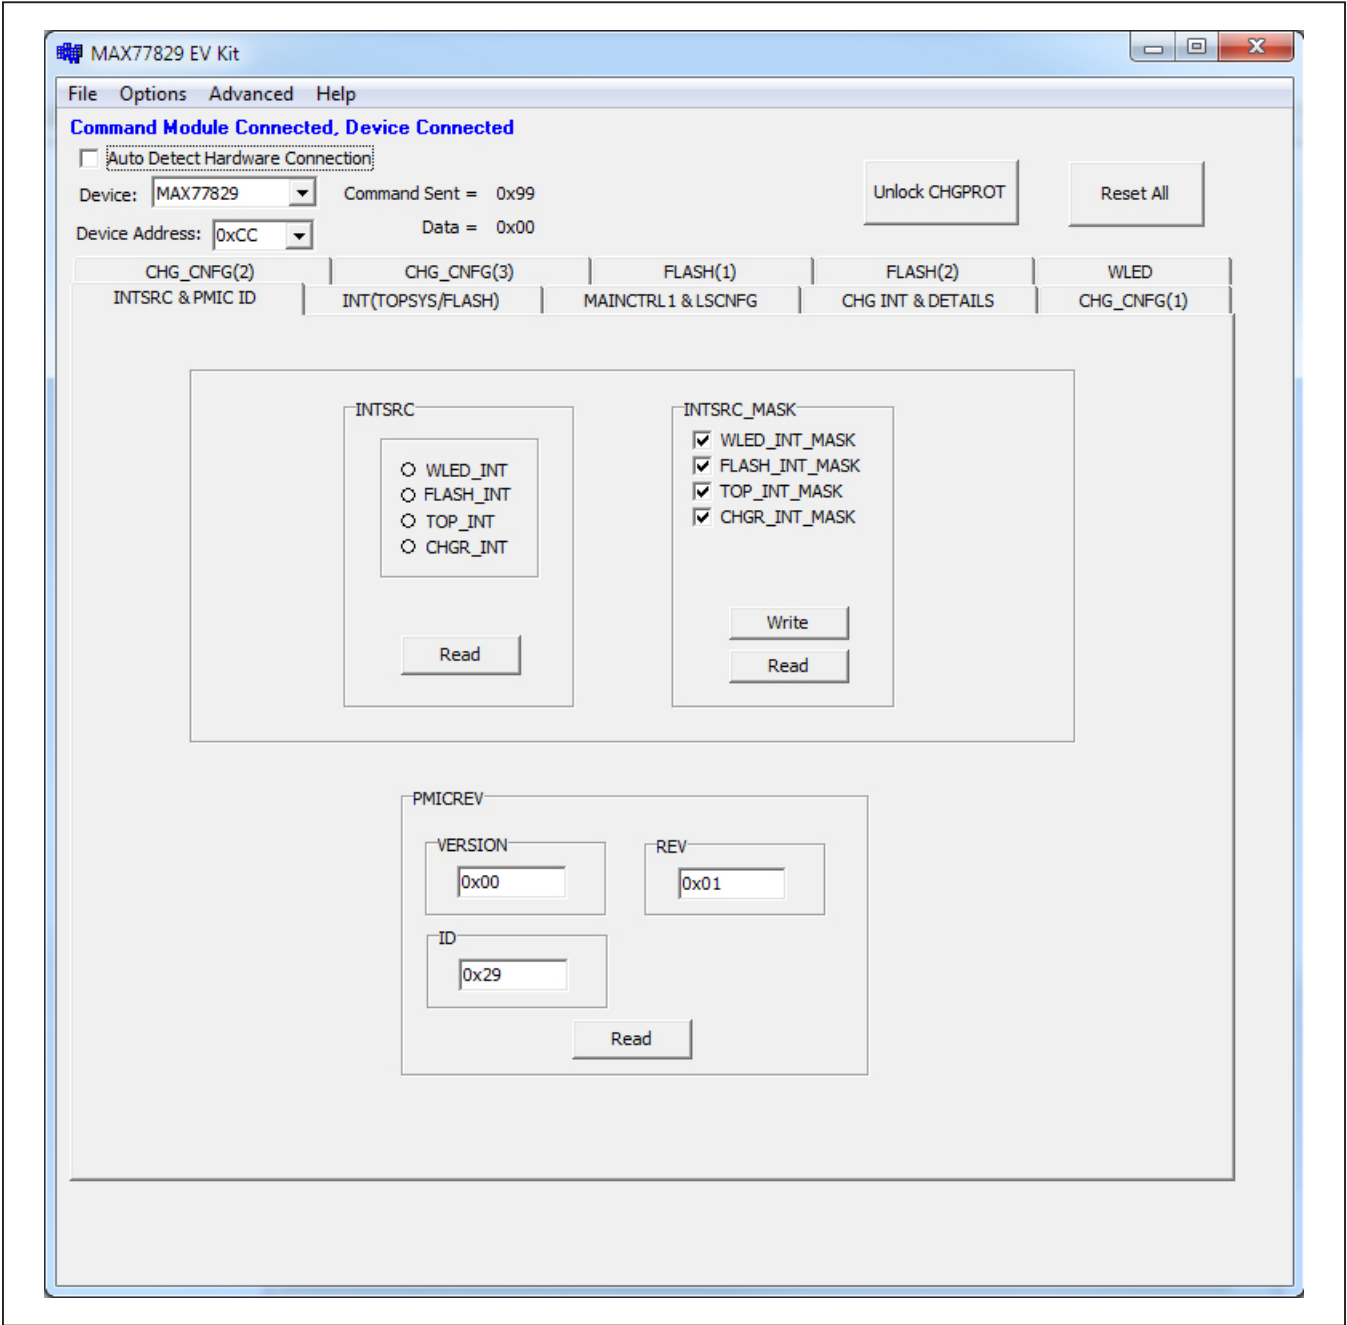 MAX77829 EV Kit
File Options Advanced Help
Command Module Connected, Device Connected
Auto Detect Hardware Connection
Device: MAX77829 Command Sent = 0x99
Unlock CHGPROT Reset All
Device Address: 0xCC Data = 0x00
CHG_CNFG(2) CHG_CNFG(3) FLASH(1) FLASH(2) WLED
INTSRC & PMIC ID INT(TOPSYS/FLASH) MAINCTRL1 & LSCNFG CHG INT & DETAILS CHG_CNFG(1)
INTSRC
WLED_INT
FLASH_INT
TOP_INT
CHGR_INT
Read
INTSRC_MASK
WLED_INT_MASK
FLASH_INT_MASK
TOP_INT_MASK
CHGR_INT_MASK
Write
Read
PMICREV
VERSION
0x00
REV
0x01
ID
0x29
Read